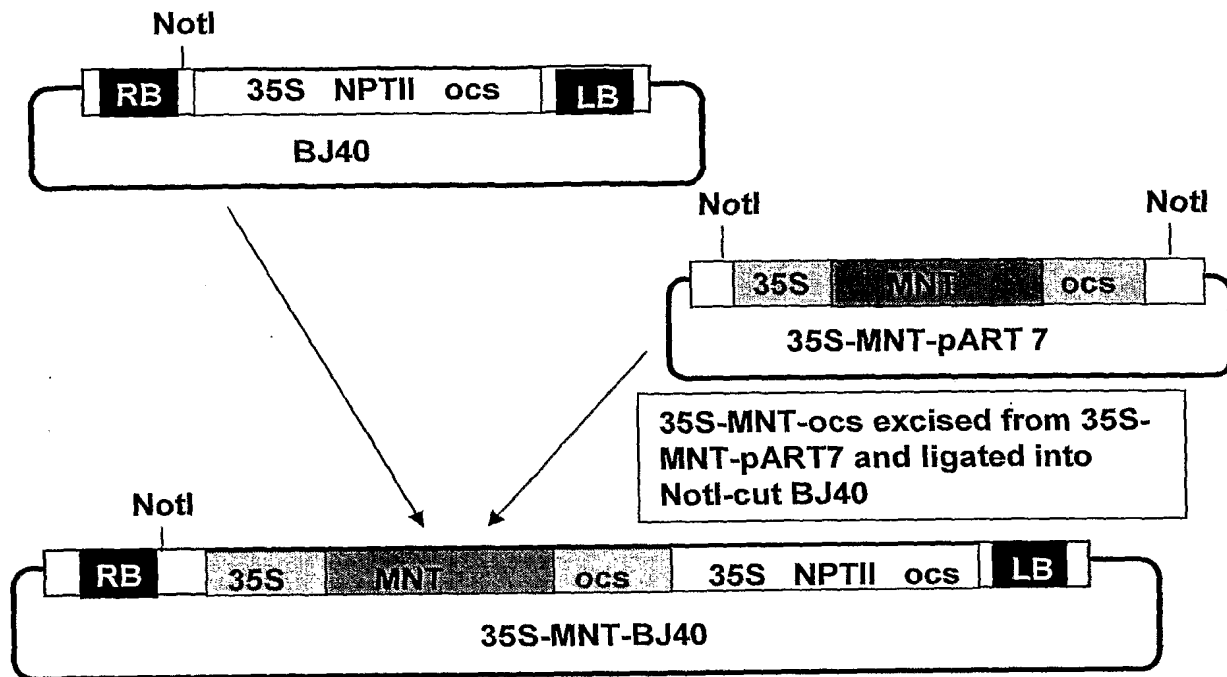 NotI
RB 35S NPTII ocs LB
BJ40
NotI NotI
35S MNT ocs
35S-MNT-pART 7
35S-MNT-ocs excised from 35S-
MNT-pART7 and ligated into
NotI-cut BJ40
NotI
RB 35S MNT ocs 35S NPTII ocs LB
35S-MNT-BJ40